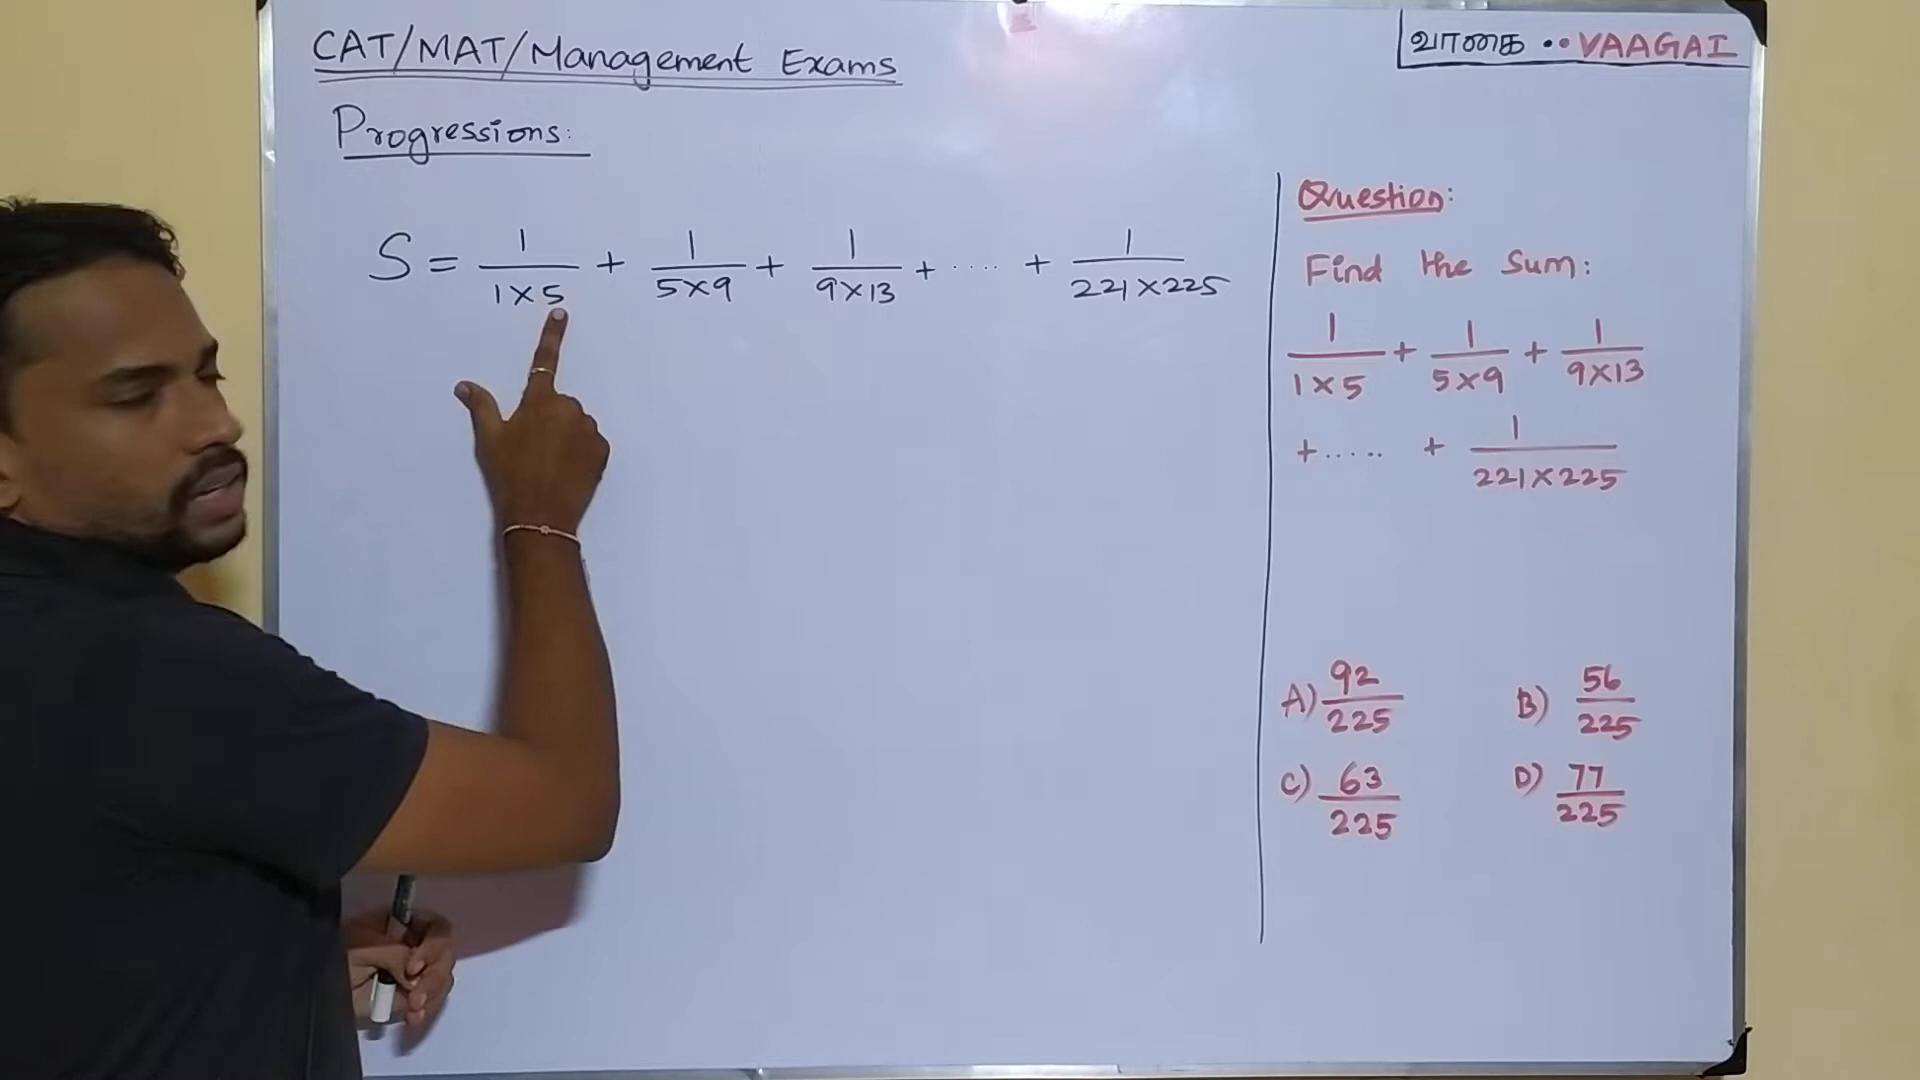 CAT/MAT/Management Exams
வாகை ..VAAGAI
Progressions:
S = 1/(1×5) + 1/(5×9) + 1/(9×13) + .... + 1/(221×225)
Question:
Find the Sum:
1/(1×5) + 1/(5×9) + 1/(9×13)
+ ..... + 1/(221×225)
A) 92/225 B) 56/225
C) 63/225 D) 77/225